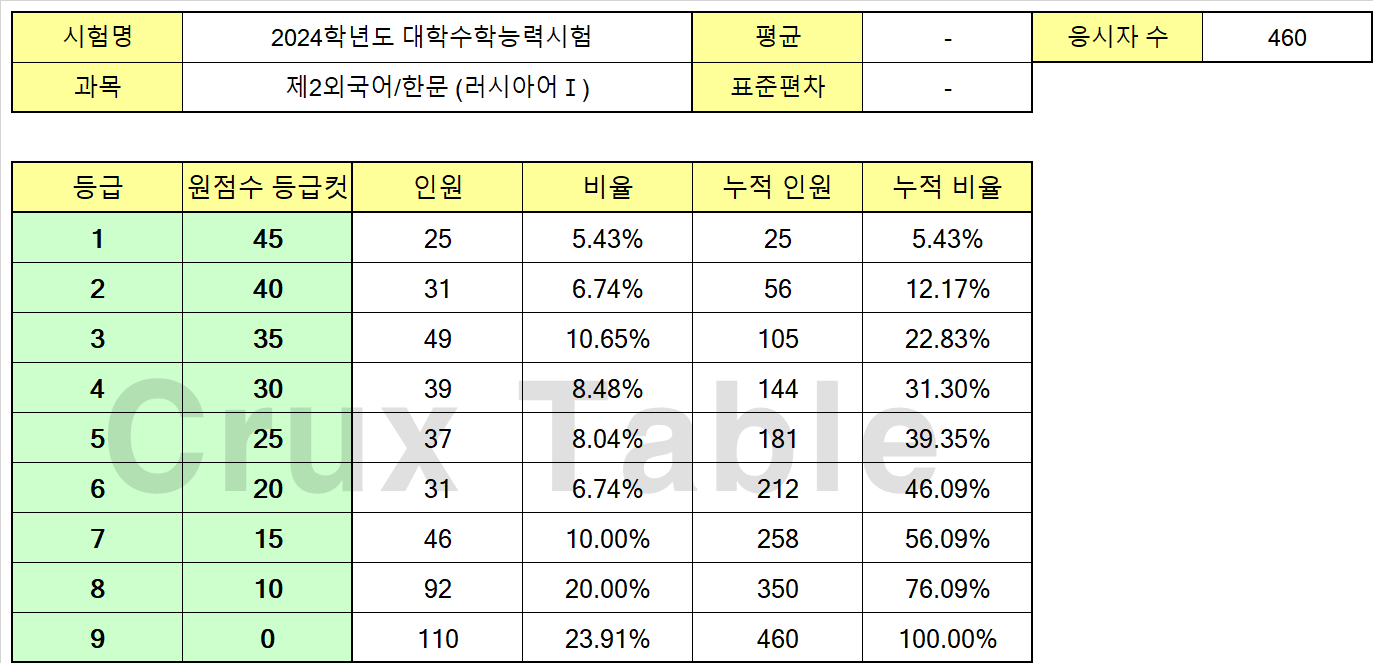 시험명 2024학년도 대학수학능력시험 평균 - 응시자 수 460
과목 제2외국어/한문 (러시아어Ⅰ) 표준편차 -
등급 원점수 등급컷 인원 비율 누적 인원 누적 비율
1 45 25 5.43% 25 5.43%
2 40 31 6.74% 56 12.17%
3 35 49 10.65% 105 22.83%
4 30 39 8.48% 144 31.30%
5 25 37 8.04% 181 39.35%
6 20 31 6.74% 212 46.09%
7 15 46 10.00% 258 56.09%
8 10 92 20.00% 350 76.09%
9 0 110 23.91% 460 100.00%
Crux Table